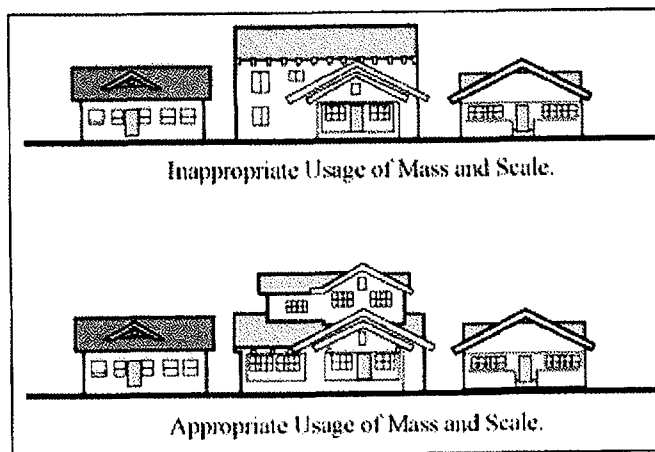 Inappropriate Usage of Mass and Scale.
Appropriate Usage of Mass and Scale.